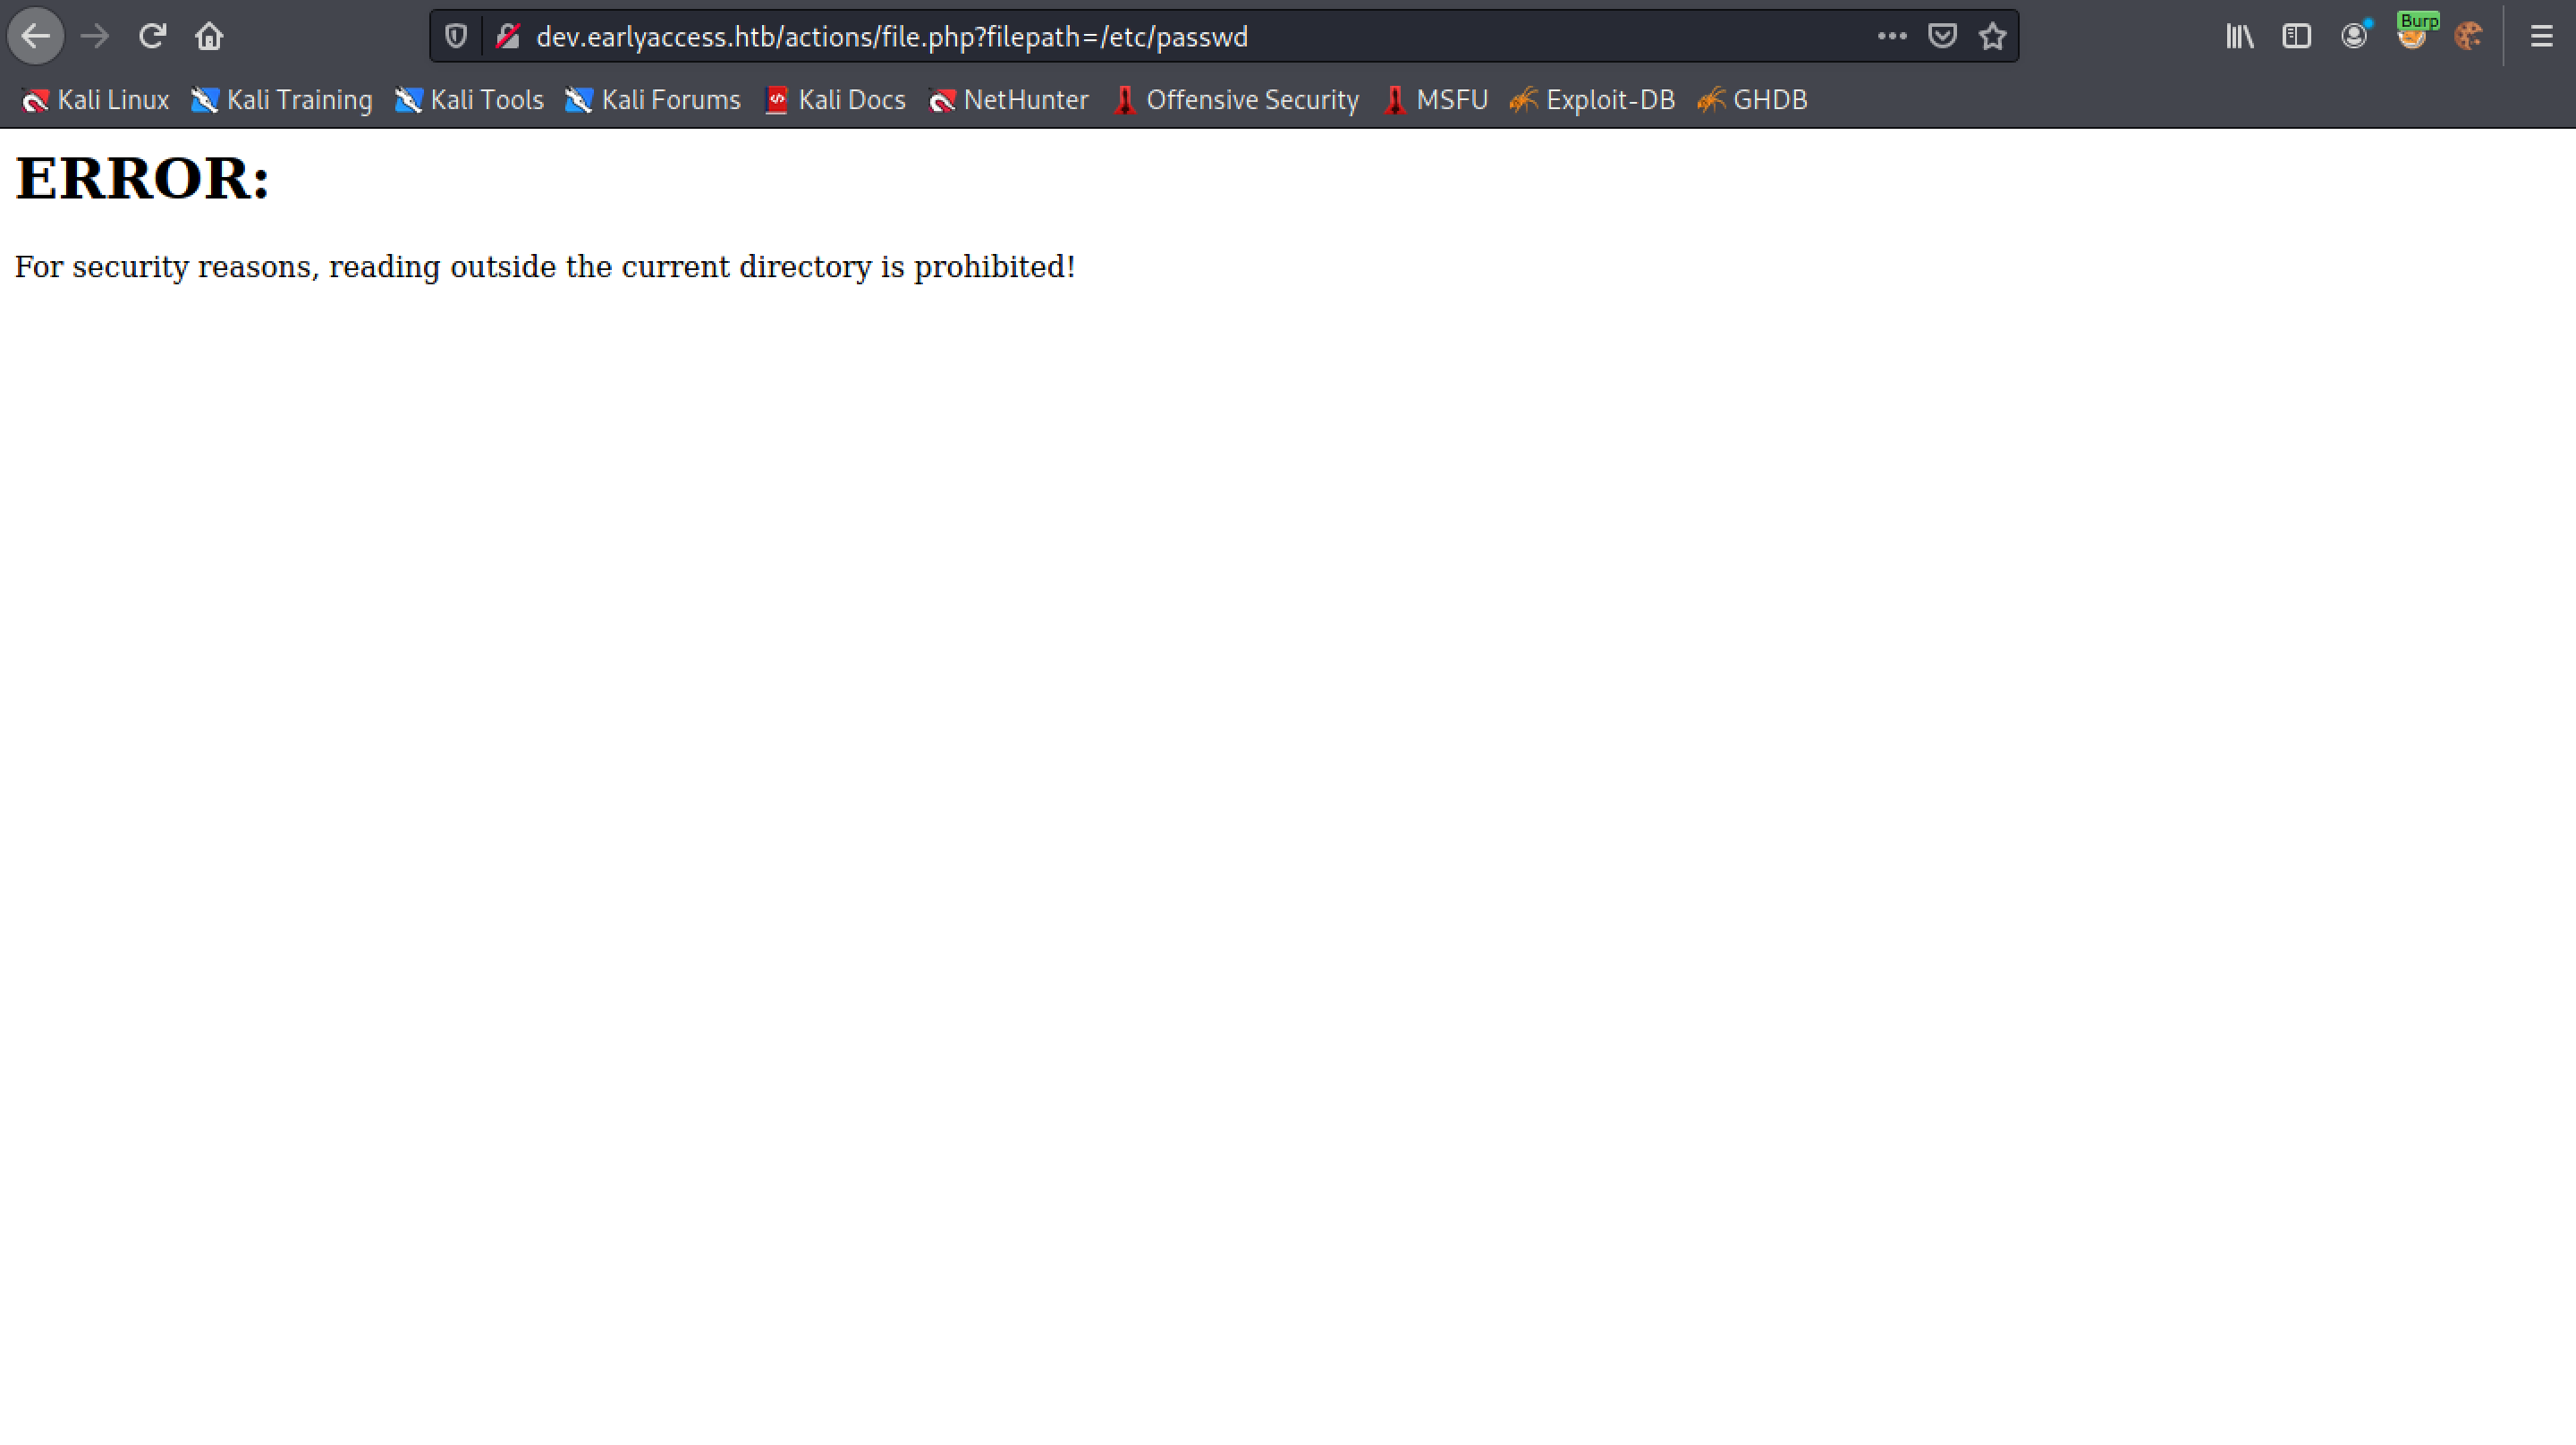 dev.earlyaccess.htb/actions/file.php?filepath=/etc/passwd
Burp
Kali Linux Kali Training Kali Tools Kali Forums Kali Docs NetHunter Offensive Security MSFU Exploit-DB GHDB
ERROR:
For security reasons, reading outside the current directory is prohibited!